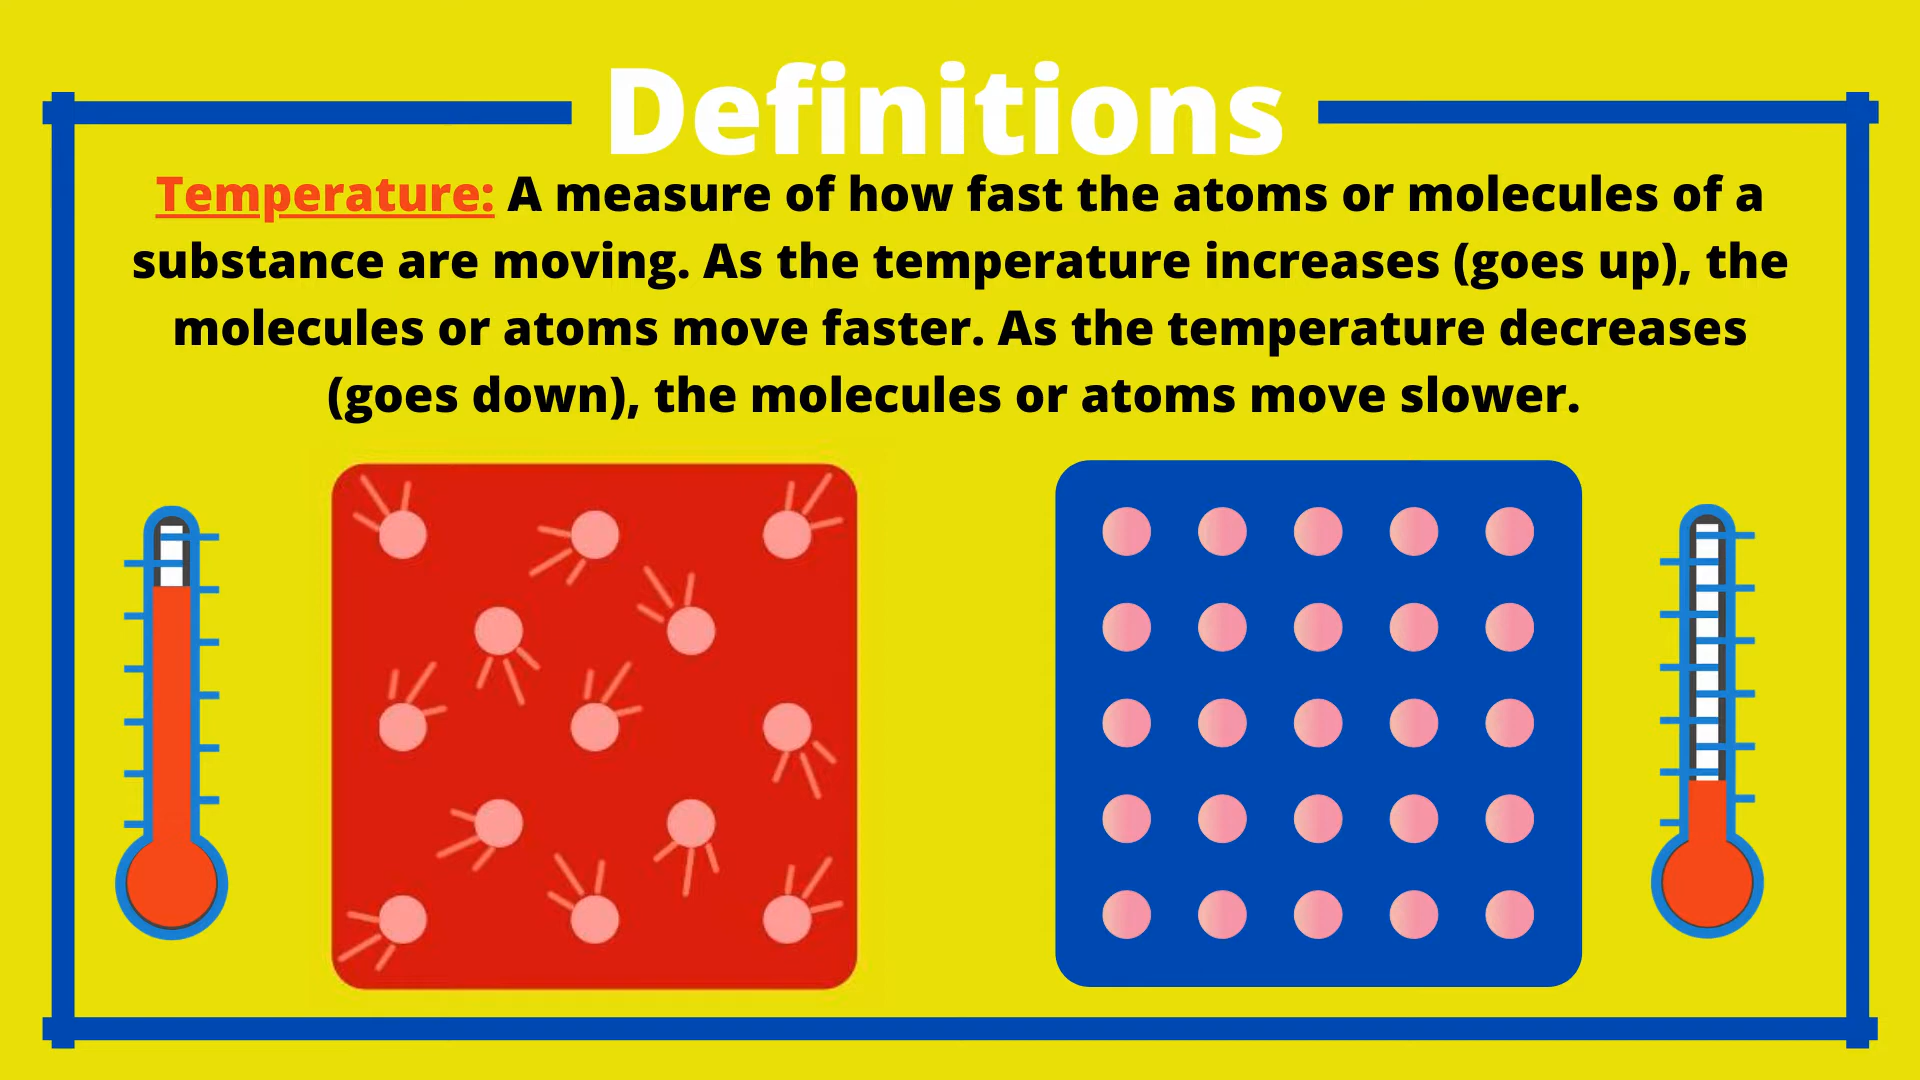 Definitions
Temperature: A measure of how fast the atoms or molecules of a
substance are moving. As the temperature increases (goes up), the
molecules or atoms move faster. As the temperature decreases
(goes down), the molecules or atoms move slower.